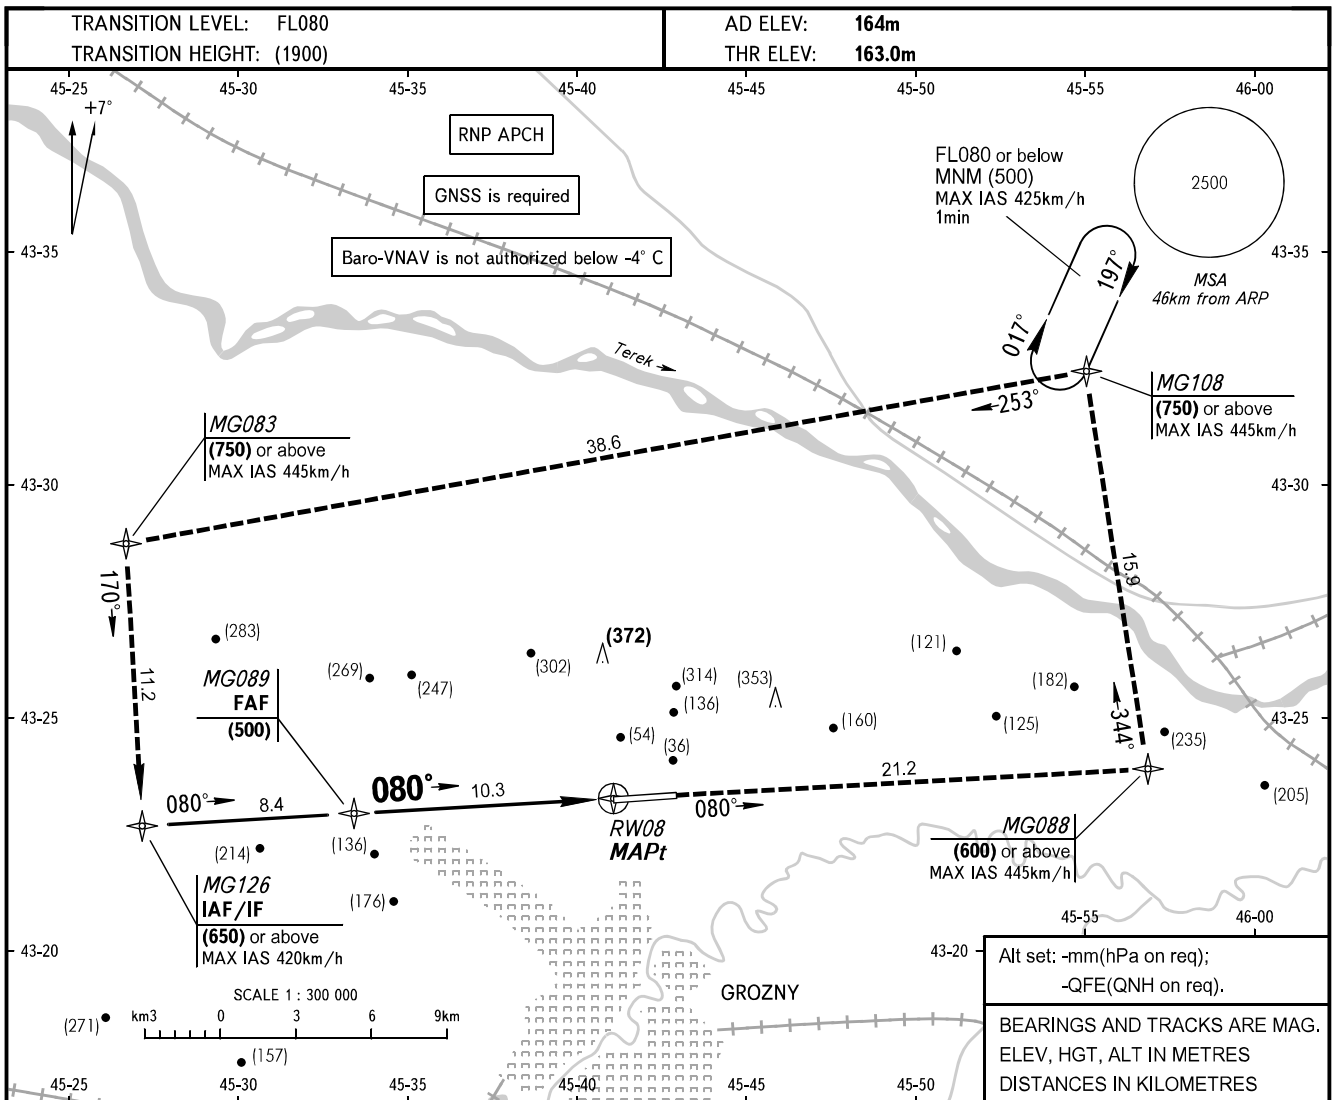 TRANSITION LEVEL: FL080
TRANSITION HEIGHT: (1900)
AD ELEV: 164m
THR ELEV: 163.0m
45-25 45-30 45-35 45-40 45-45 45-50 45-55 46-00
+7°
RNP APCH
GNSS is required
Baro-VNAV is not authorized below -4° C
FL080 or below
MNM (500)
MAX IAS 425km/h
1min
2500
MSA
46km from ARP
43-35
43-35
197°
017°
Terek
MG108
(750) or above
MAX IAS 445km/h
253°
38.6
MG083
(750) or above
MAX IAS 445km/h
43-30
43-30
170°
11.2
15.9
344°
(283)
(269)
(247)
(302)
(372)
(314)
(136)
(353)
(121)
(182)
(125)
(160)
(54)
(36)
(235)
(205)
MG089
FAF
(500)
43-25
43-25
080°
8.4
080°
10.3
RW08
MAPt
080°
21.2
MG088
(600) or above
MAX IAS 445km/h
(214)
(136)
(176)
MG126
IAF/IF
(650) or above
MAX IAS 420km/h
43-20
43-20
45-55 46-00
SCALE 1 : 300 000
km3 0 3 6 9km
(271)
(157)
GROZNY
Alt set: -mm(hPa on req);
-QFE(QNH on req).
BEARINGS AND TRACKS ARE MAG.
ELEV, HGT, ALT IN METRES
DISTANCES IN KILOMETRES
45-25 45-30 45-35 45-40 45-45 45-50